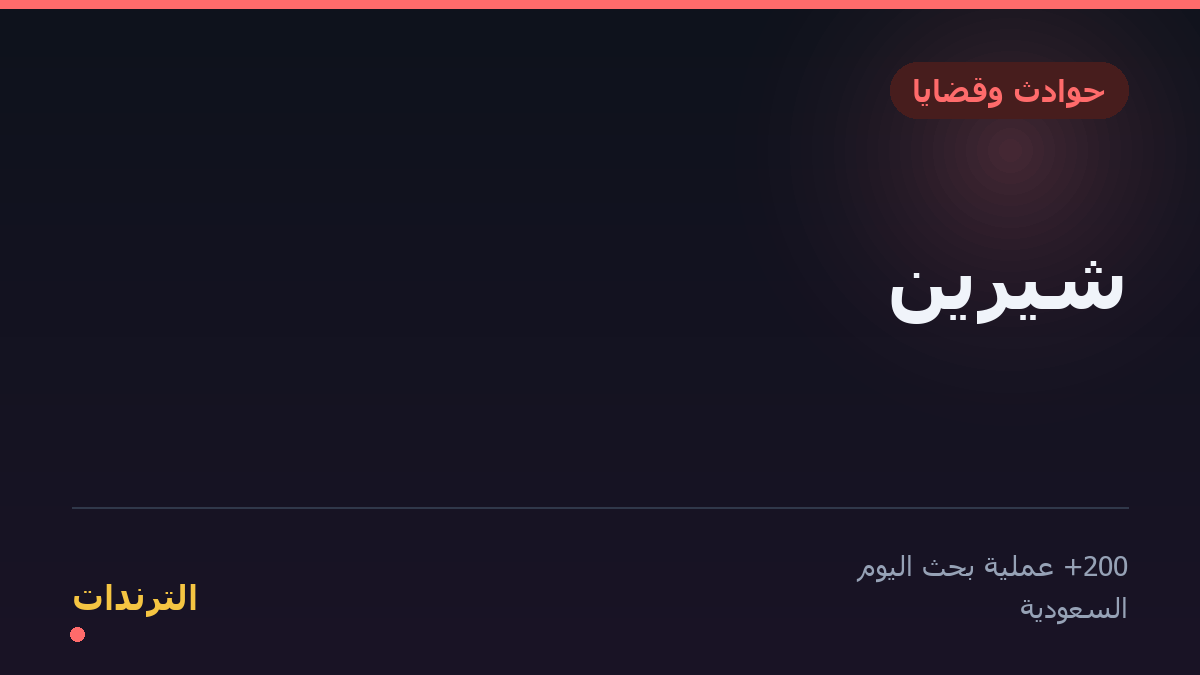 حوادث وقضايا
شيرين
200+ عملية بحث اليوم
السعودية
الترندات